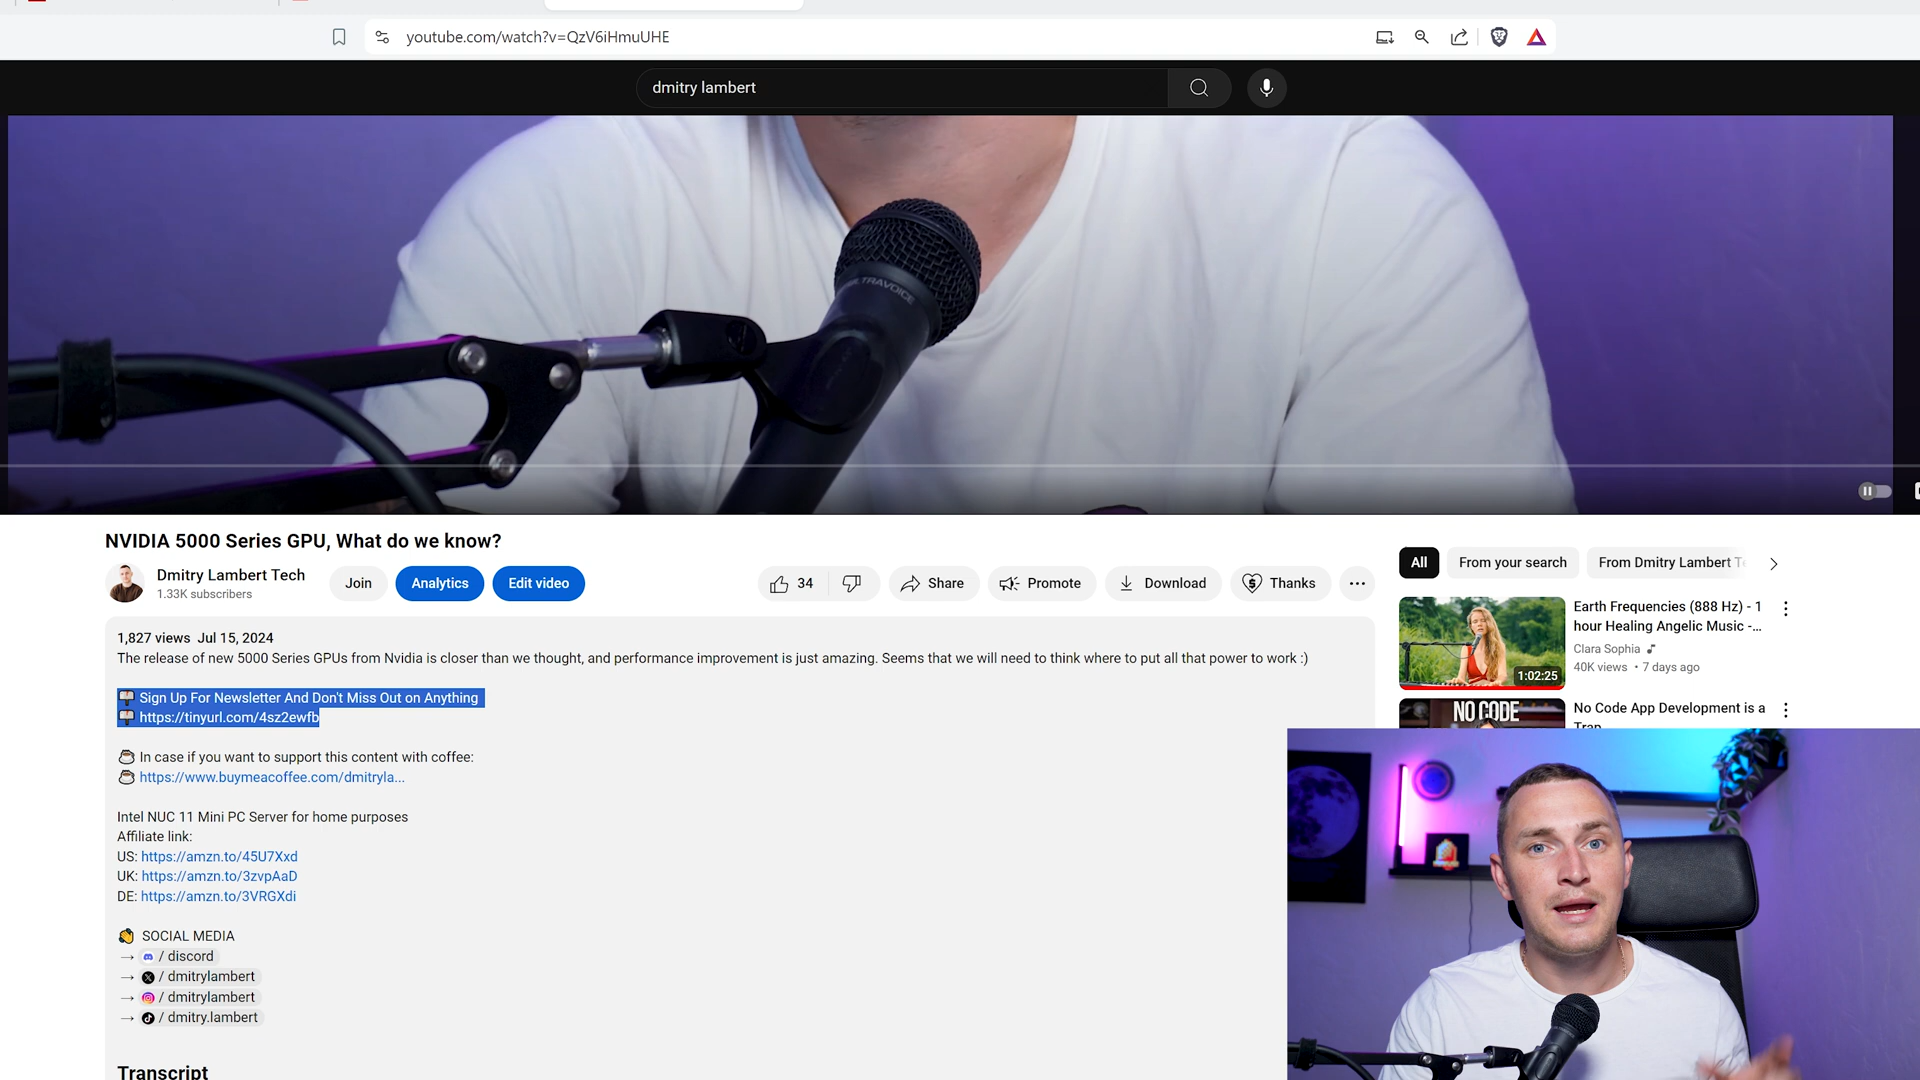 youtube.com/watch?v=QzV6iHmuUHE
dmitry lambert
ULTRAVOICE
NVIDIA 5000 Series GPU, What do we know?
Dmitry Lambert Tech
1.33K subscribers
Join
Analytics
Edit video
34
Share
Promote
Download
Thanks
All
From your search
From Dmitry Lambert Te
1,827 views Jul 15, 2024
The release of new 5000 Series GPUs from Nvidia is closer than we thought, and performance improvement is just amazing. Seems that we will need to think where to put all that power to work :)
Sign Up For Newsletter And Don't Miss Out on Anything
https://tinyurl.com/4sz2ewfb
In case if you want to support this content with coffee:
https://www.buymeacoffee.com/dmitryla...
Intel NUC 11 Mini PC Server for home purposes
Affiliate link:
US: https://amzn.to/45U7Xxd
UK: https://amzn.to/3zvpAaD
DE: https://amzn.to/3VRGXdi
SOCIAL MEDIA
→ / discord
→ / dmitrylambert
→ / dmitrylambert
→ / dmitry.lambert
Transcript
1:02:25
Earth Frequencies (888 Hz) - 1
hour Healing Angelic Music -...
Clara Sophia
40K views • 7 days ago
NO CODE
No Code App Development is a
Trap